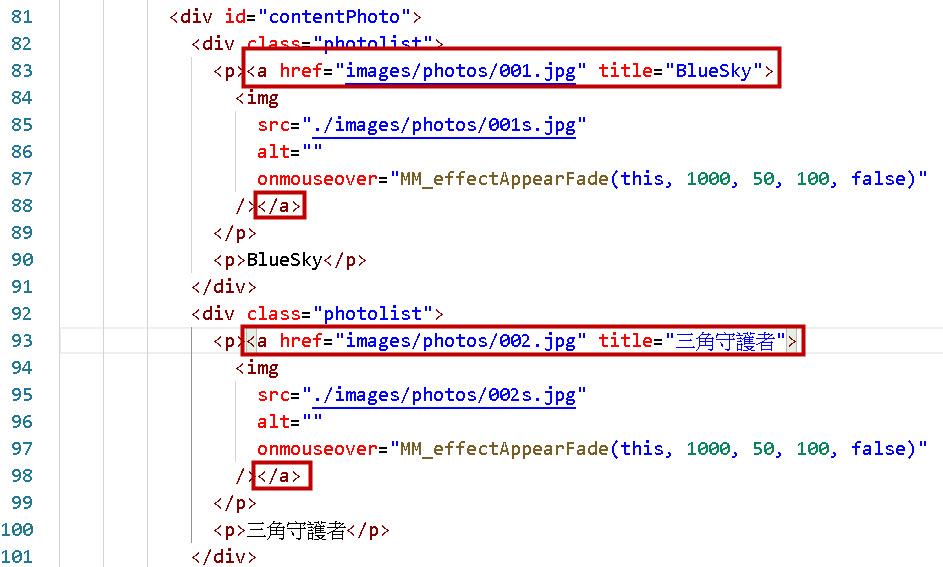 81 <div id="contentPhoto">
82 <div class="photolist">
83 <p><a href="images/photos/001.jpg" title="BlueSky">
84 <img
85 src="./images/photos/001s.jpg"
86 alt=""
87 onmouseover="MM_effectAppearFade(this, 1000, 50, 100, false)"
88 /></a>
89 </p>
90 <p>BlueSky</p>
91 </div>
92 <div class="photolist">
93 <p><a href="images/photos/002.jpg" title="三角守護者">
94 <img
95 src="./images/photos/002s.jpg"
96 alt=""
97 onmouseover="MM_effectAppearFade(this, 1000, 50, 100, false)"
98 /></a>
99 </p>
100 <p>三角守護者</p>
101 </div>